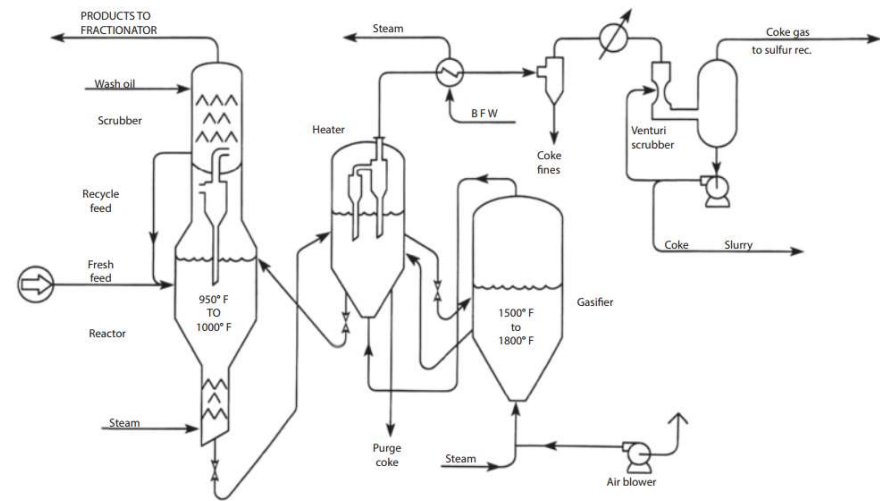 PRODUCTS TO
FRACTIONATOR
Wash oil
Scrubber
Recycle
feed
Fresh
feed
Reactor
950° F
TO
1000° F
Steam
Heater
Steam
B F W
Coke
fines
Coke gas
to sulfur rec.
Venturi
scrubber
Coke Slurry
Gasifier
1500° F
to
1800° F
Purge
coke
Steam
Air blower